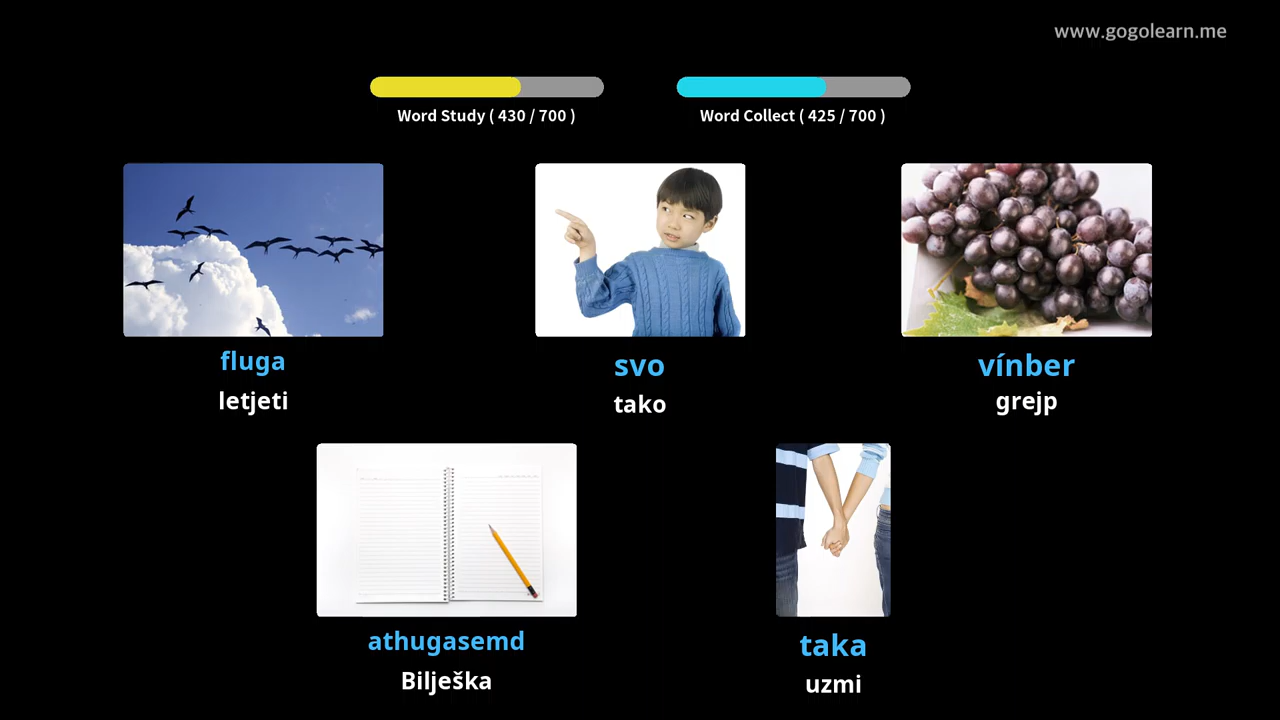 www.gogolearn.me
Word Study ( 430 / 700 )
Word Collect ( 425 / 700 )
fluga
letjeti
svo
tako
vínber
grejp
athugasemd
Bilješka
taka
uzmi